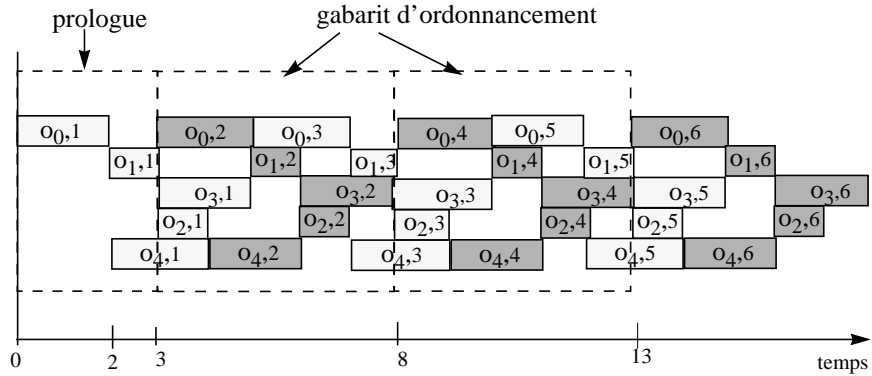 prologue
gabarit d'ordonnancement
o0,1 o0,2 o0,3 o0,4 o0,5 o0,6
o1,1 o1,2 o1,3 o1,4 o1,5 o1,6
o3,1 o3,2 o3,3 o3,4 o3,5 o3,6
o2,1 o2,2 o2,3 o2,4 o2,5 o2,6
o4,1 o4,2 o4,3 o4,4 o4,5 o4,6
0 2 3 8 13 temps